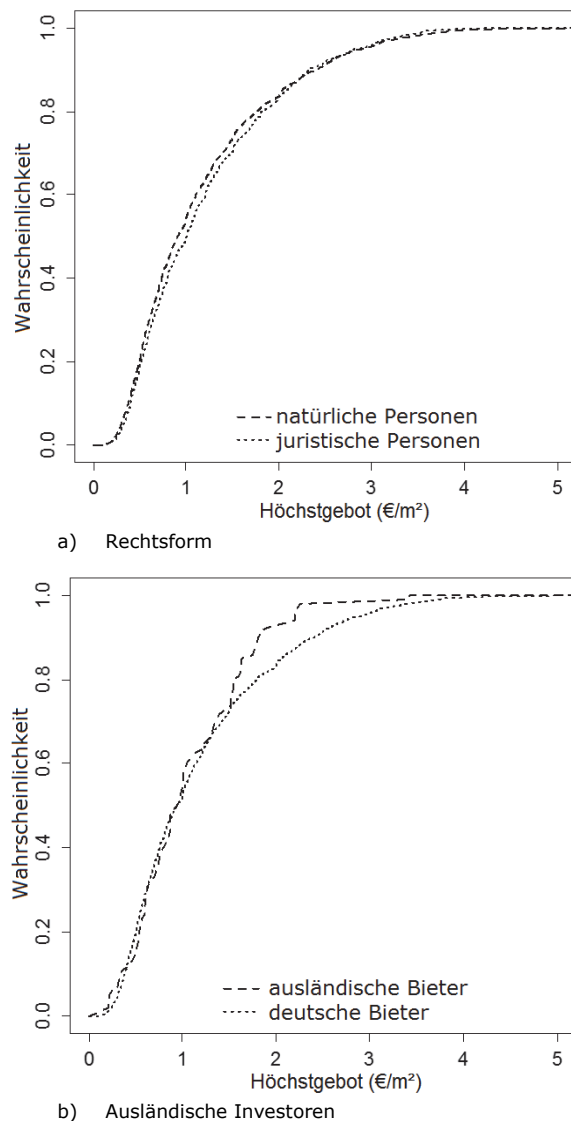 Wahrscheinlichkeit
1.0
0.8
0.6
0.4
0.2
0.0
natürliche Personen
juristische Personen
0 1 2 3 4 5
Höchstgebot (€/m²)
a) Rechtsform
Wahrscheinlichkeit
1.0
0.8
0.6
0.4
0.2
0.0
ausländische Bieter
deutsche Bieter
0 1 2 3 4 5
Höchstgebot (€/m²)
b) Ausländische Investoren